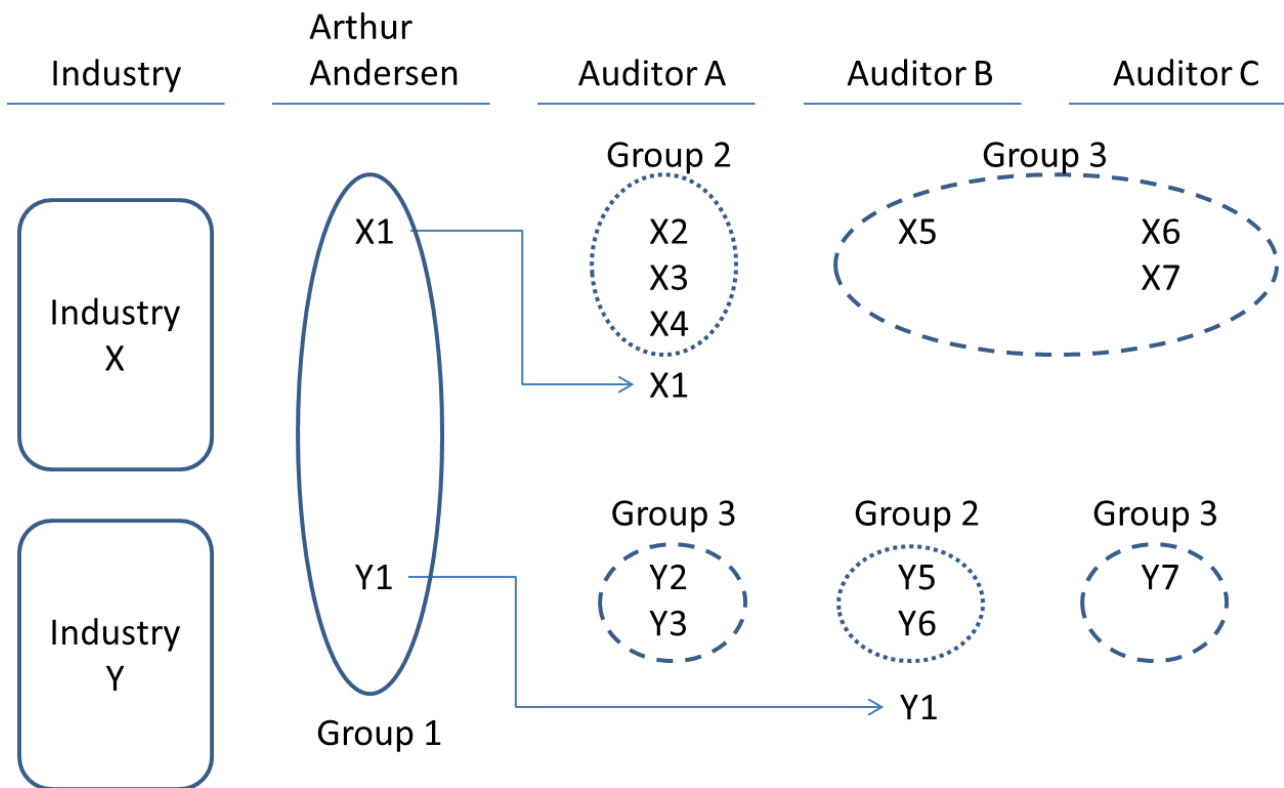 Industry
Arthur
Andersen
Auditor A
Auditor B
Auditor C
Group 2
Group 3
Industry
X
X1
X2
X5
X6
X3
X7
X4
X1
Group 3
Group 2
Group 3
Industry
Y
Y1
Y2
Y5
Y7
Y3
Y6
Y1
Group 1